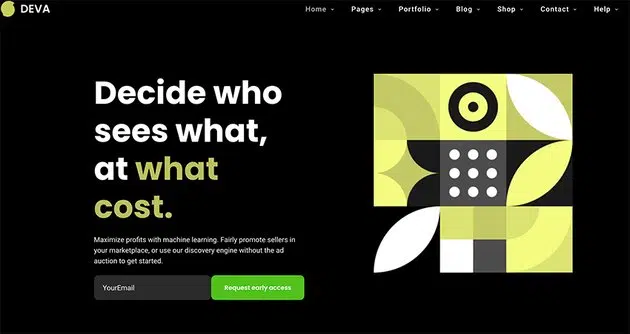 DEVA
Home Pages Portfolio Blog Shop Contact Help
Decide who
sees what,
at what
cost.
Maximize profits with machine learning. Fairly promote sellers in
your marketplace, or use our discovery engine without the ad
auction to get started.
YourEmail
Request early access